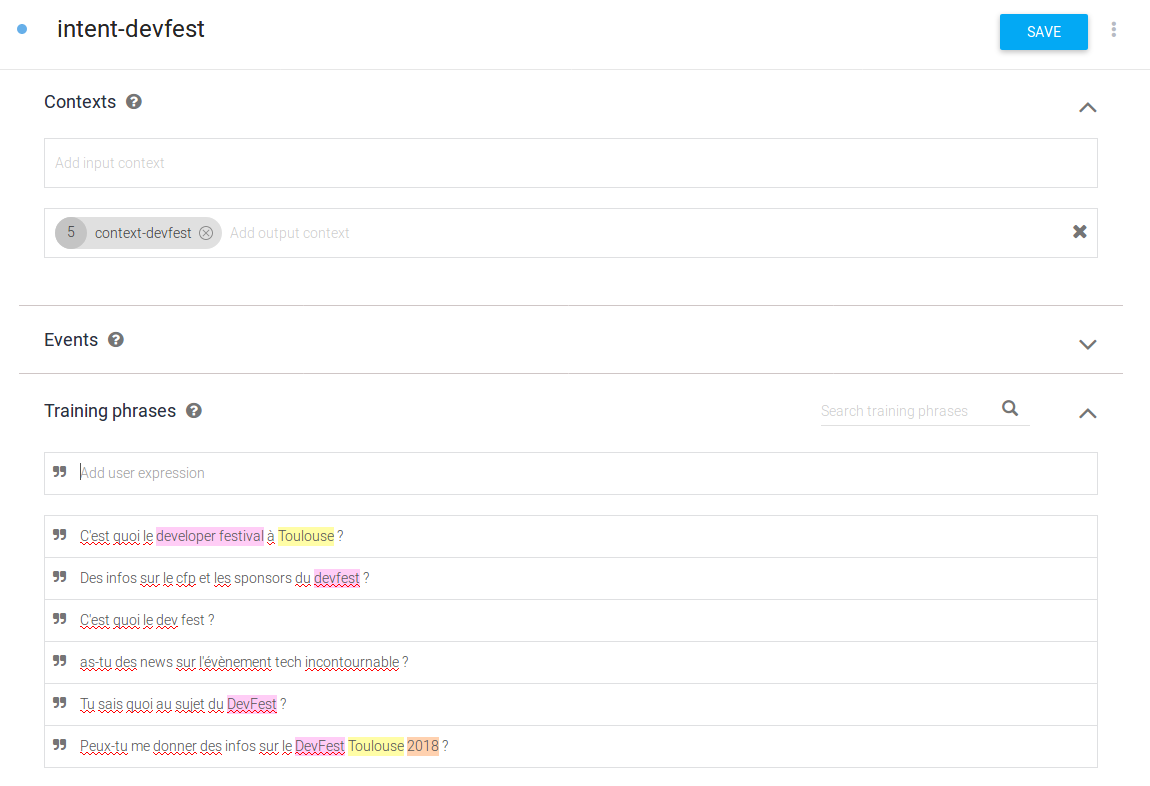 intent-devfest
SAVE
Contexts
Add input context
5 context-devfest Add output context
Events
Training phrases
Search training phrases
Add user expression
C'est quoi le developer festival à Toulouse ?
Des infos sur le cfp et les sponsors du devfest ?
C'est quoi le dev fest ?
as-tu des news sur l'évènement tech incontournable ?
Tu sais quoi au sujet du DevFest ?
Peux-tu me donner des infos sur le DevFest Toulouse 2018 ?